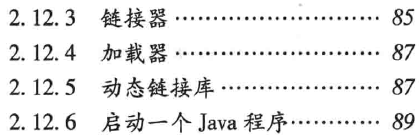 2.12.3 链接器 ………………………… 85
2.12.4 加载器 ………………………… 87
2.12.5 动态链接库 …………………… 87
2.12.6 启动一个 Java 程序 ………… 89